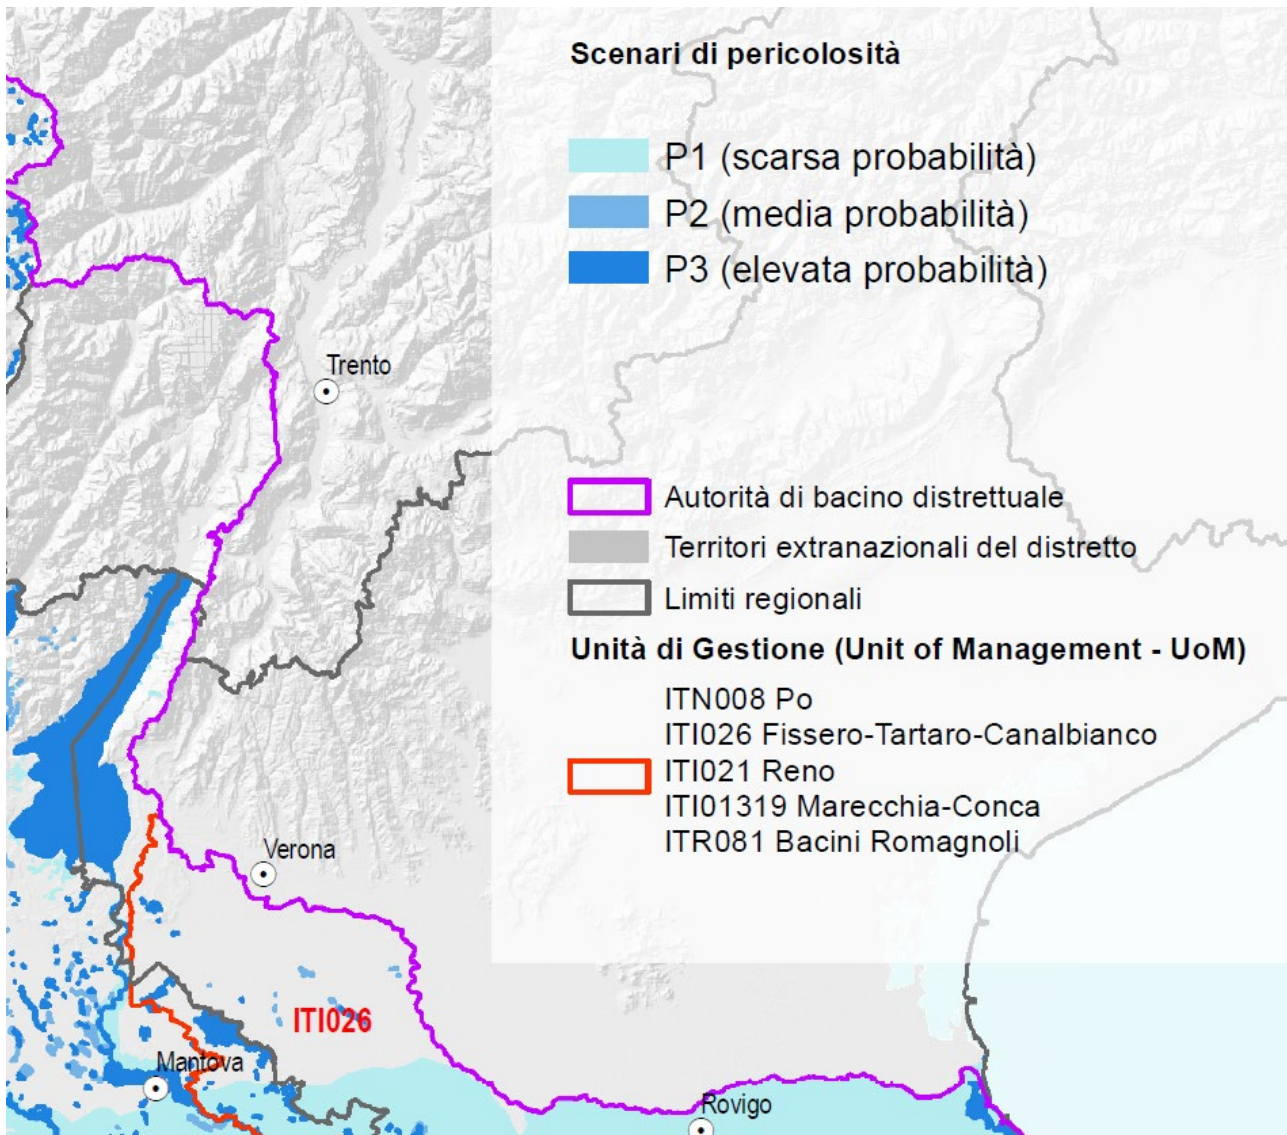 Scenari di pericolosità
P1 (scarsa probabilità)
P2 (media probabilità)
P3 (elevata probabilità)
Trento
Autorità di bacino distrettuale
Territori extranazionali del distretto
Limiti regionali
Unità di Gestione (Unit of Management - UoM)
ITN008 Po
ITI026 Fissero-Tartaro-Canalbianco
ITI021 Reno
ITI01319 Marecchia-Conca
ITR081 Bacini Romagnoli
Verona
ITI026
Mantova
Rovigo